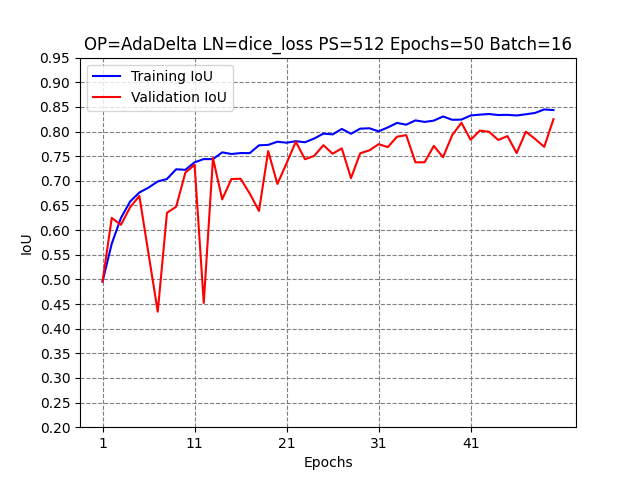 OP=AdaDelta LN=dice_loss PS=512 Epochs=50 Batch=16
Training IoU
Validation IoU
0.95
0.90
0.85
0.80
0.75
0.70
0.65
0.60
0.55
0.50
0.45
0.40
0.35
0.30
0.25
0.20
IoU
1 11 21 31 41
Epochs